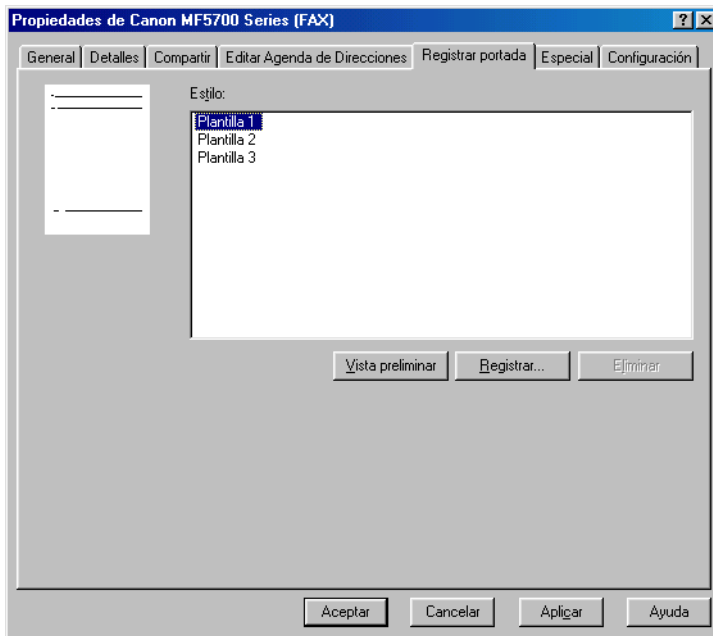 Propiedades de Canon MF5700 Series (FAX)
General Detalles Compartir Editar Agenda de Direcciones Registrar portada Especial Configuración
Estilo:
Plantilla 1
Plantilla 2
Plantilla 3
Vista preliminar Registrar... Eliminar
Aceptar Cancelar Aplicar Ayuda